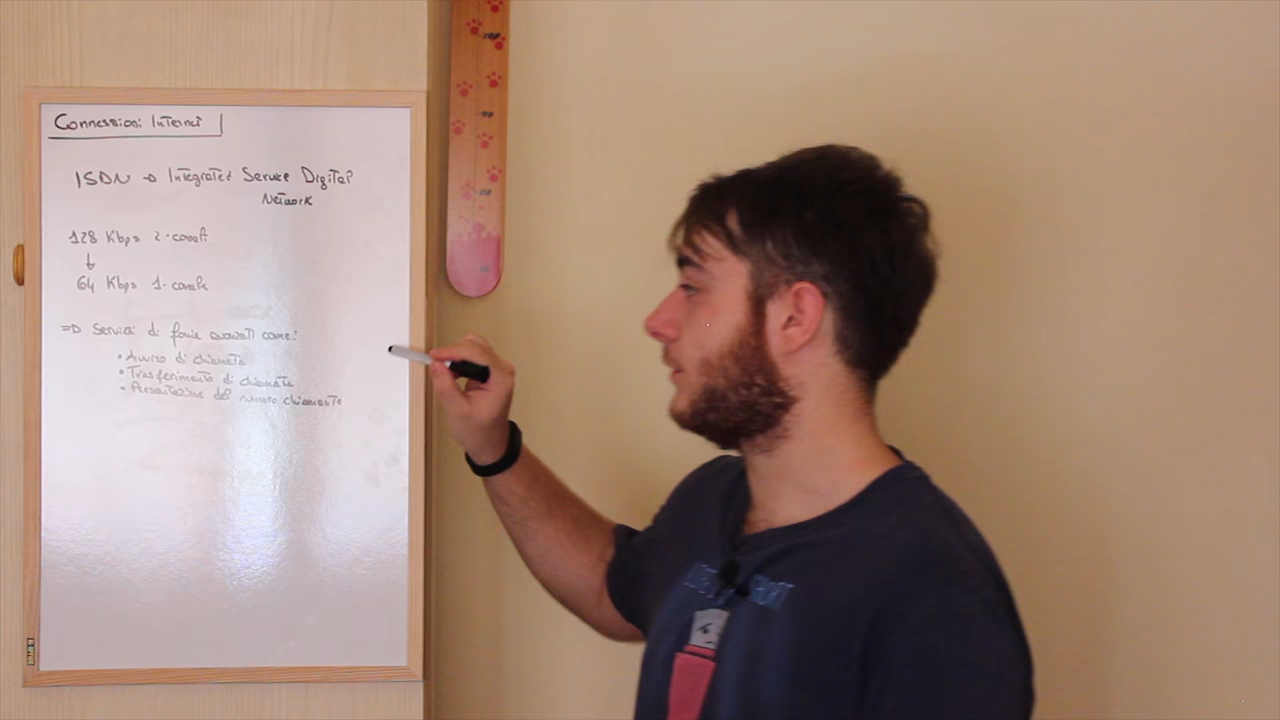 Connessioni Internet
ISDN → Integrated Service Digital
Network
128 Kbps 2-canali
↓
64 Kbps 1-canale
=> Servizi di fonia avanzati come:
• Avviso di chiamata
• Trasferimento di chiamata
• Presentazione del numero chiamante